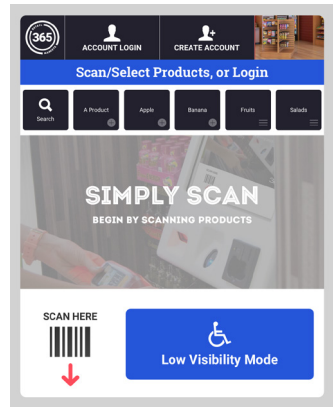 365
ACCOUNT LOGIN
CREATE ACCOUNT
Scan/Select Products, or Login
Search
A Product
Apple
Banana
Fruits
Salads
SIMPLY SCAN
BEGIN BY SCANNING PRODUCTS
SCAN HERE
Low Visibility Mode